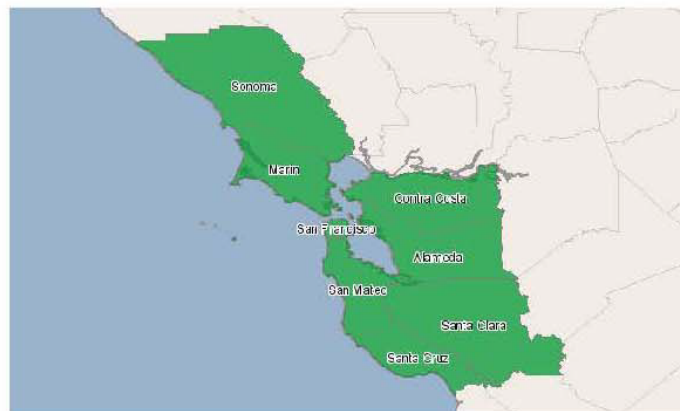 Sonoma
Marin
Contra Costa
San Francisco
Alameda
San Mateo
Santa Clara
Santa Cruz